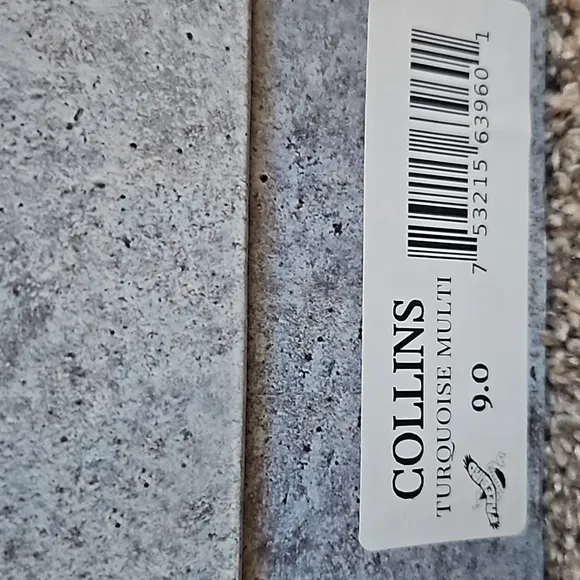 COLLINS
TURQUOISE MULTI
9.0
7 53215 63960 1